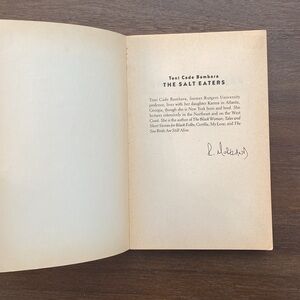 Toni Cade Bambara
THE SALT EATERS
Toni Cade Bambara, former Rutgers University
professor, lives with her daughter Karma in Atlanta,
Georgia, though she is New York born and bred. She
lectures extensively in the Northeast and on the West
Coast. She is the author of The Black Woman, Tales and
Short Stories for Black Folks, Gorilla, My Love, and The
Sea Birds Are Still Alive.
R.